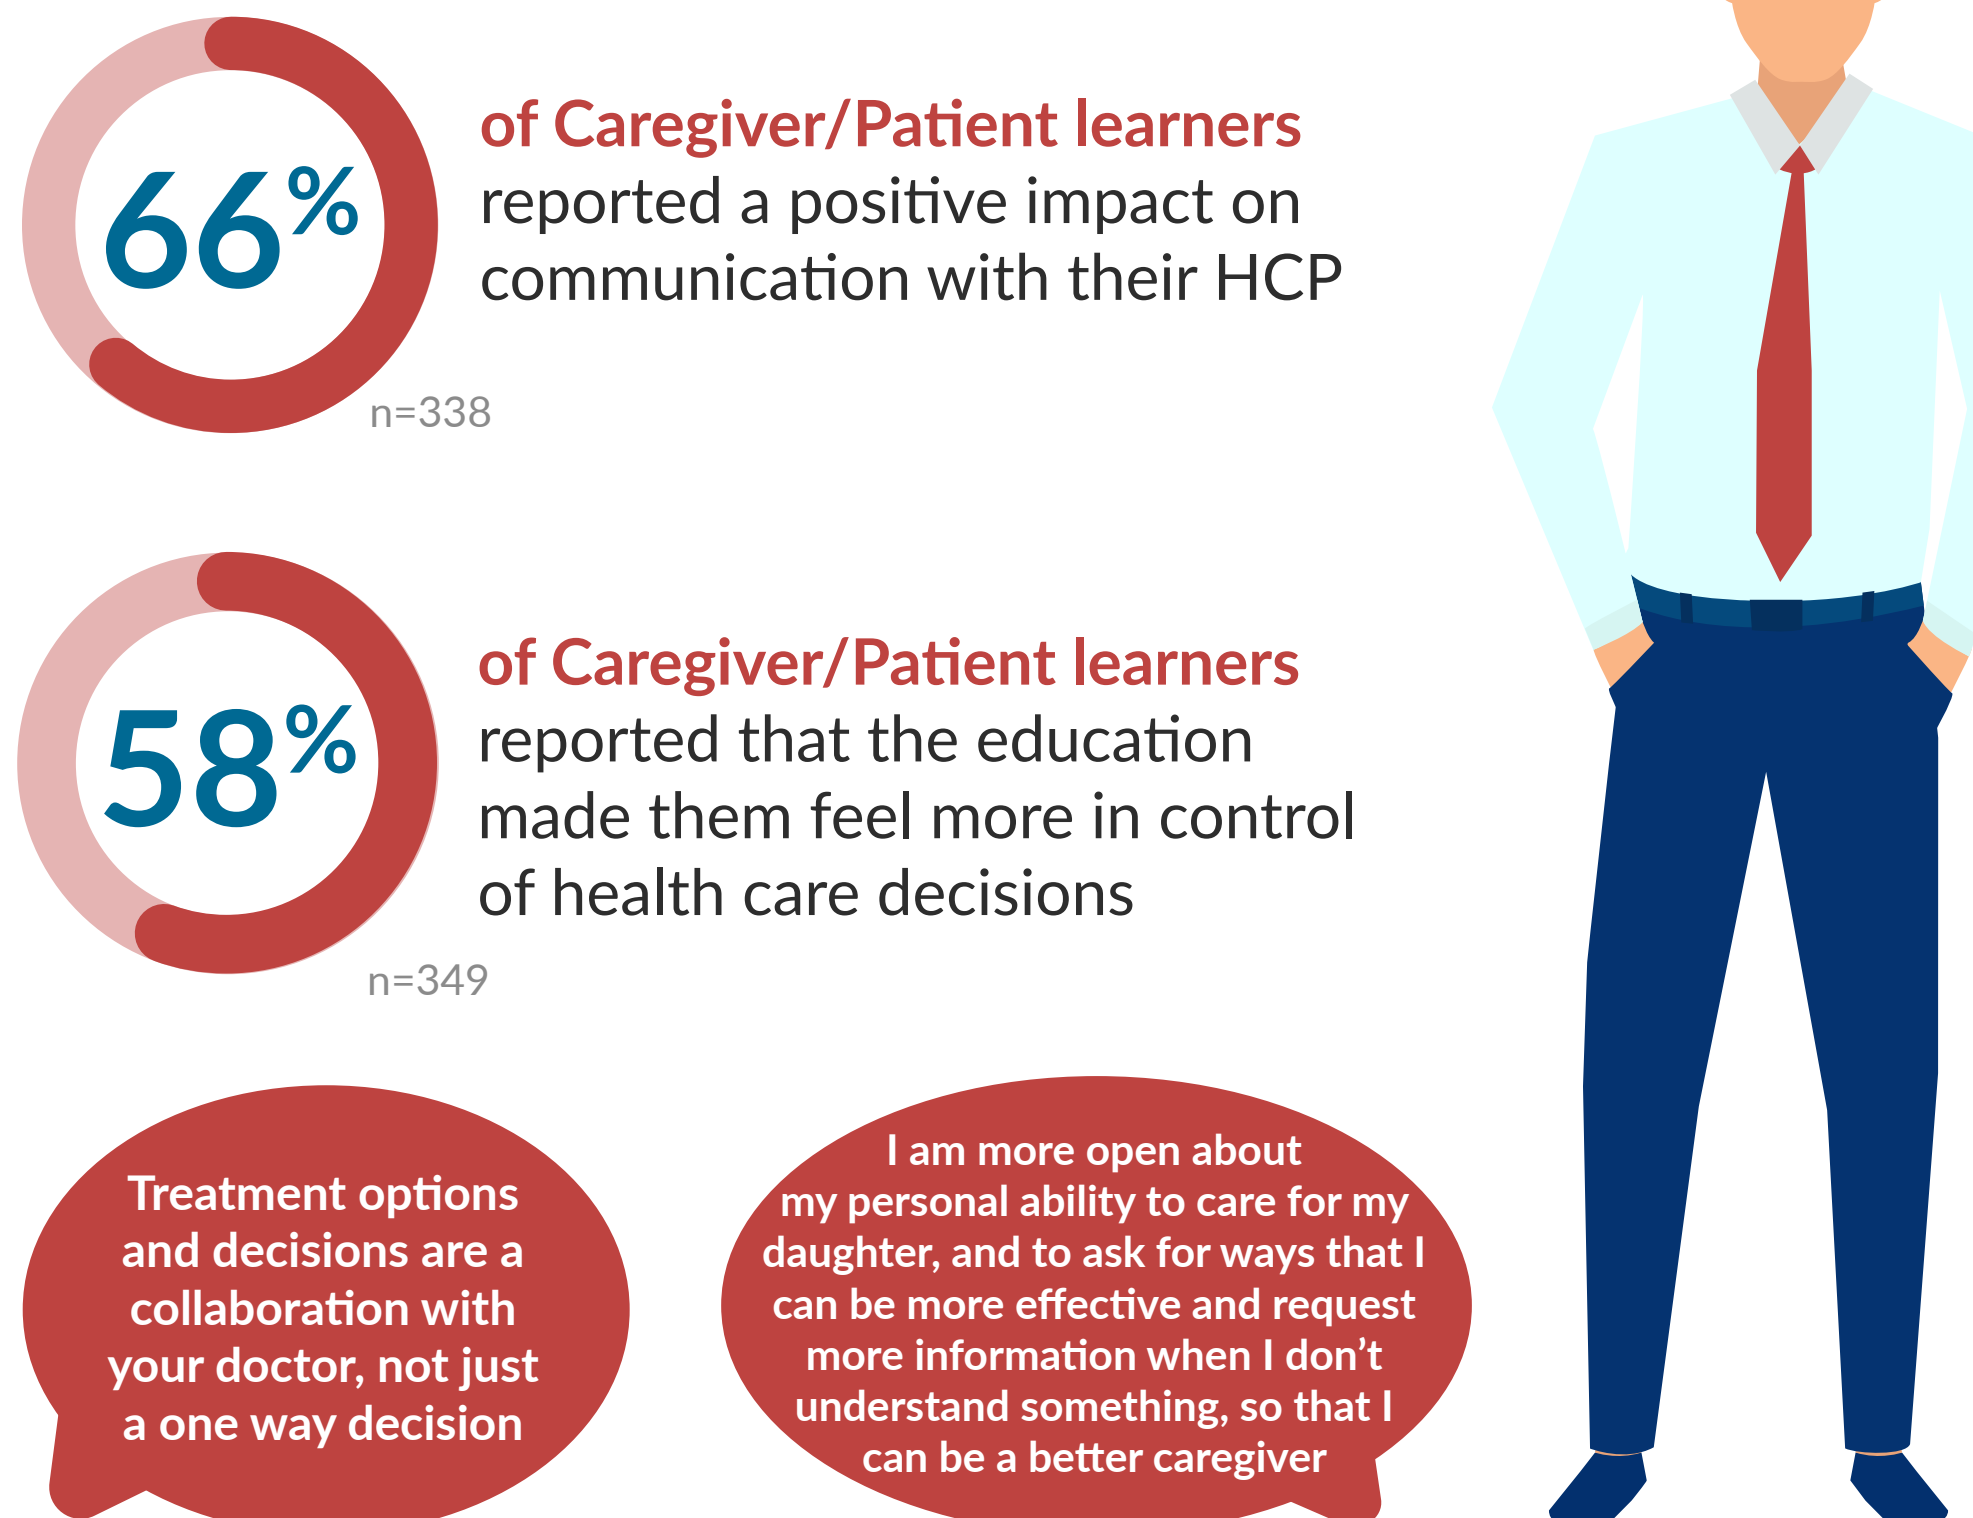 66%
of Caregiver/Patient learners
reported a positive impact on
communication with their HCP
n=338
58%
of Caregiver/Patient learners
reported that the education
made them feel more in control
of health care decisions
n=349
Treatment options
and decisions are a
collaboration with
your doctor, not just
a one way decision
I am more open about
my personal ability to care for my
daughter, and to ask for ways that I
can be more effective and request
more information when I don’t
understand something, so that I
can be a better caregiver